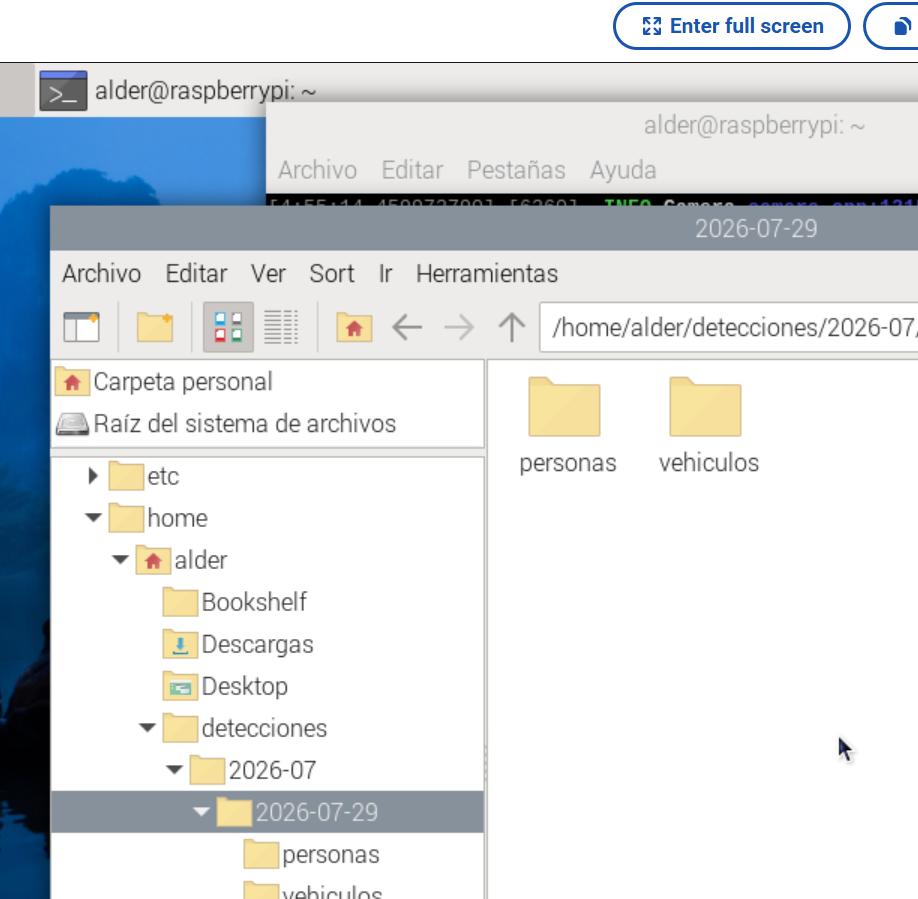 Enter full screen
alder@raspberrypi: ~
alder@raspberrypi: ~
Archivo Editar Pestañas Ayuda
2026-07-29
Archivo Editar Ver Sort Ir Herramientas
/home/alder/detecciones/2026-07/
Carpeta personal
Raíz del sistema de archivos
etc
home
alder
Bookshelf
Descargas
Desktop
detecciones
2026-07
2026-07-29
personas
vehiculos
personas vehiculos